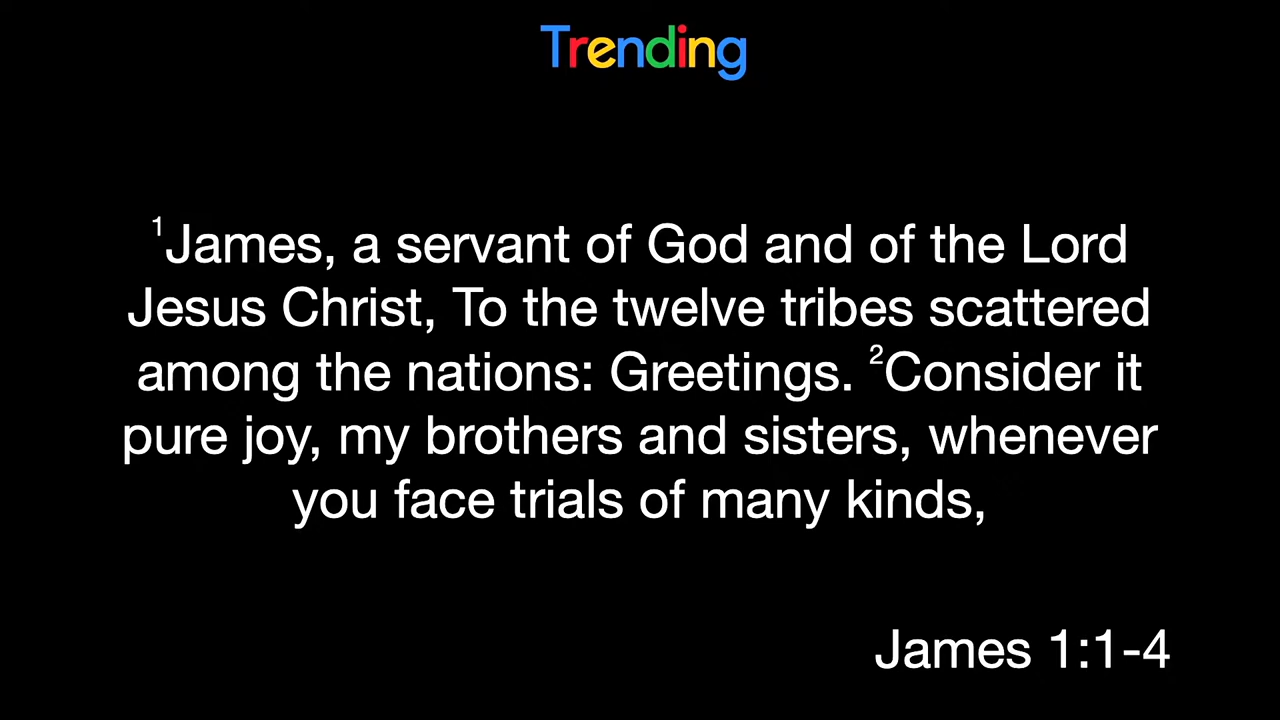 Trending
¹James, a servant of God and of the Lord
Jesus Christ, To the twelve tribes scattered
among the nations: Greetings. ²Consider it
pure joy, my brothers and sisters, whenever
you face trials of many kinds,
James 1:1-4